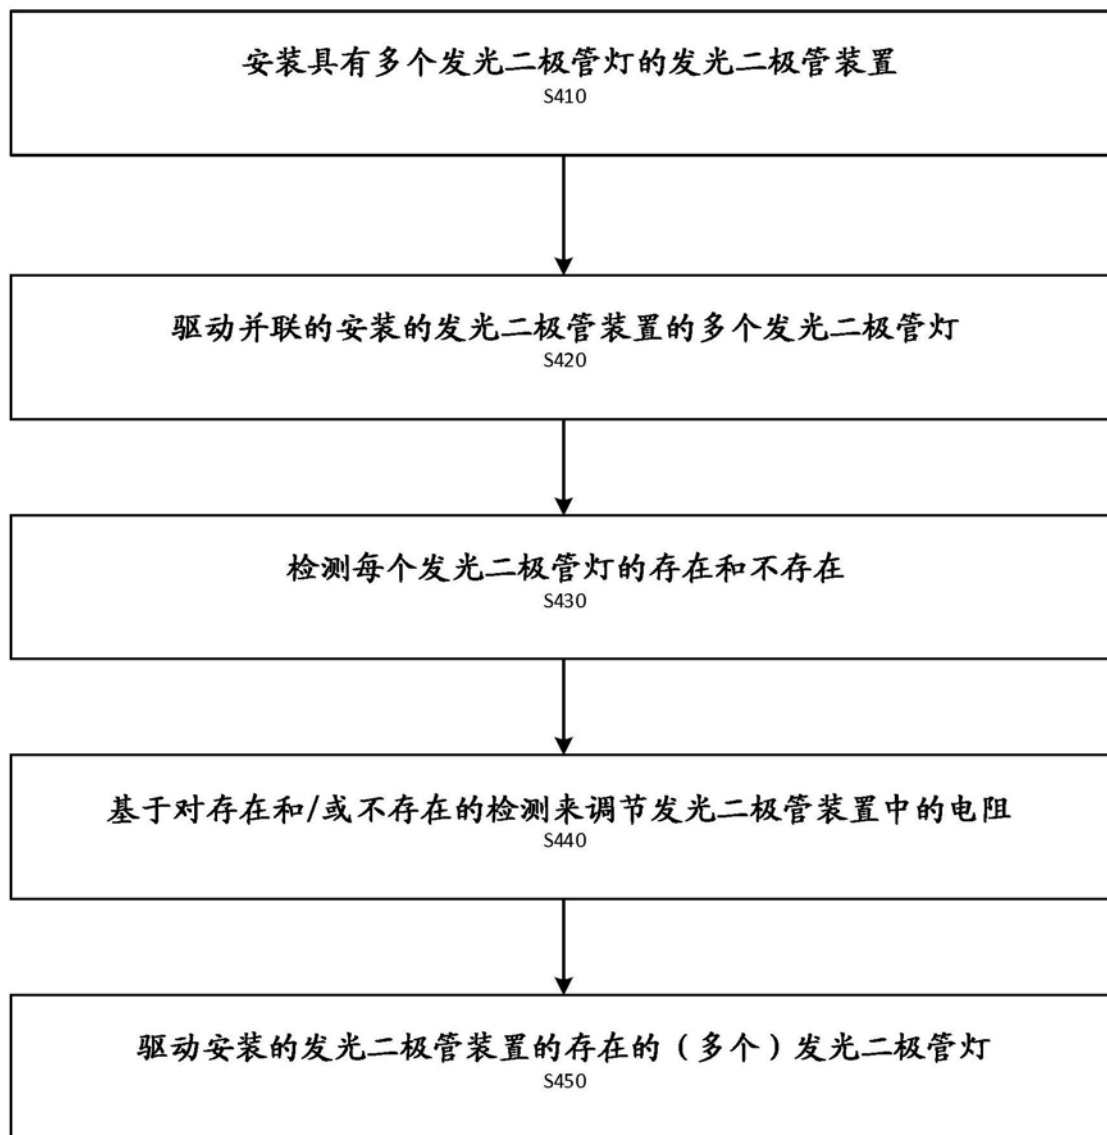 安装具有多个发光二极管灯的发光二极管装置
S410
驱动并联的安装的发光二极管装置的多个发光二极管灯
S420
检测每个发光二极管灯的存在和不存在
S430
基于对存在和/或不存在的检测来调节发光二极管装置中的电阻
S440
驱动安装的发光二极管装置的存在的（多个）发光二极管灯
S450